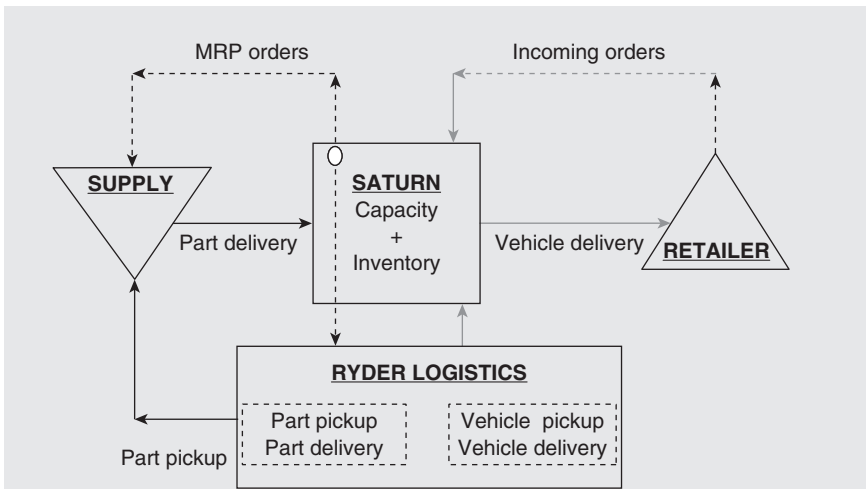 MRP orders
Incoming orders
SUPPLY
SATURN
Capacity
+
Inventory
Part delivery
Vehicle delivery
RETAILER
RYDER LOGISTICS
Part pickup
Part delivery
Vehicle pickup
Vehicle delivery
Part pickup